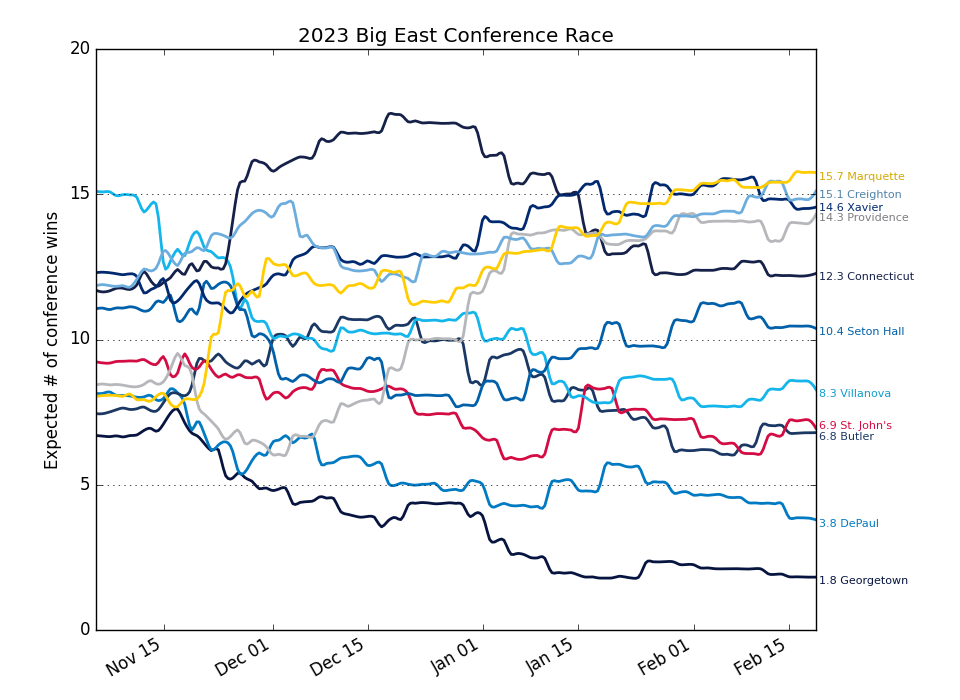 2023 Big East Conference Race
Expected # of conference wins
20
15
10
5
0
Nov 15
Dec 01
Dec 15
Jan 01
Jan 15
Feb 01
Feb 15
15.7 Marquette
15.1 Creighton
14.6 Xavier
14.3 Providence
12.3 Connecticut
10.4 Seton Hall
8.3 Villanova
6.9 St. John's
6.8 Butler
3.8 DePaul
1.8 Georgetown